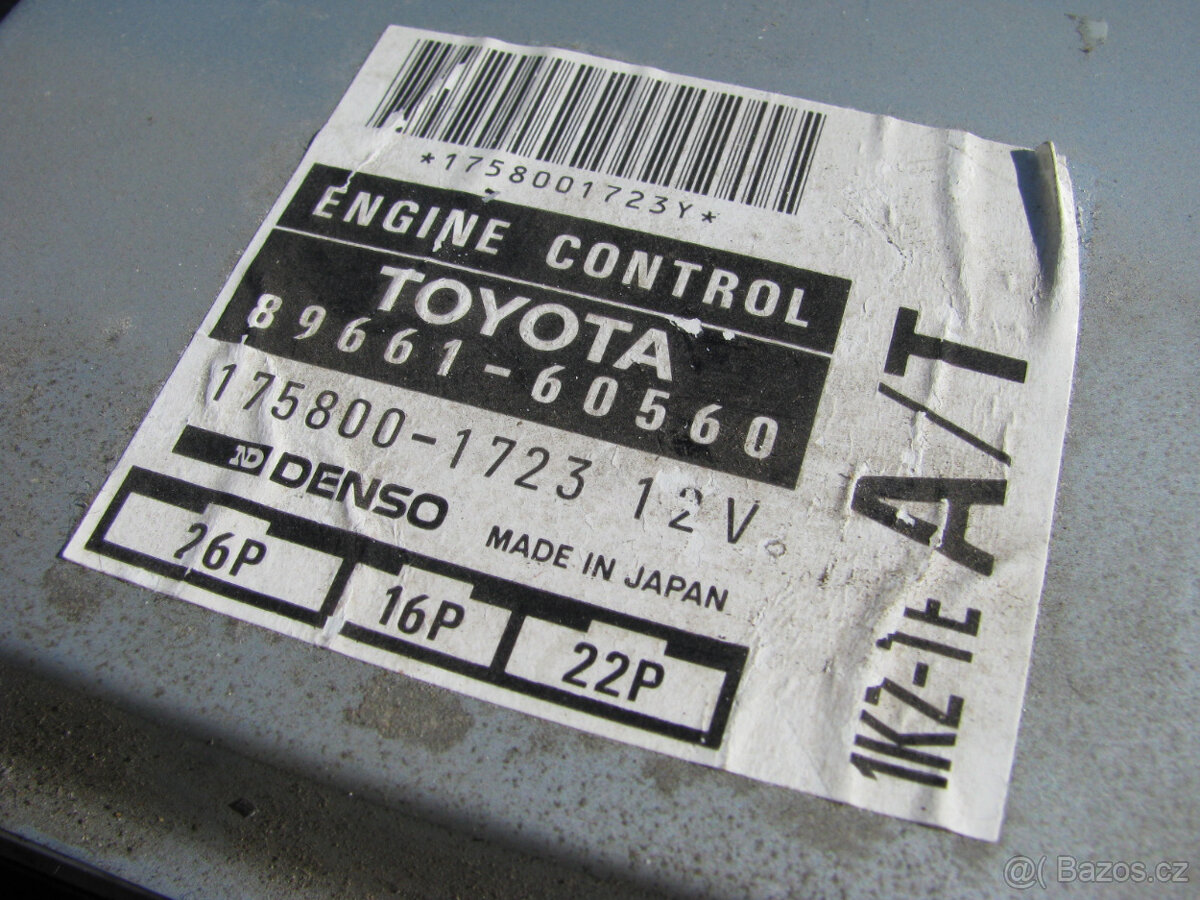 *1758001723Y*
ENGINE CONTROL
TOYOTA
89661-60560
175800-1723 12V
ND DENSO
MADE IN JAPAN
26P
16P
22P
1KZ-TE A/T
@( Bazos.cz